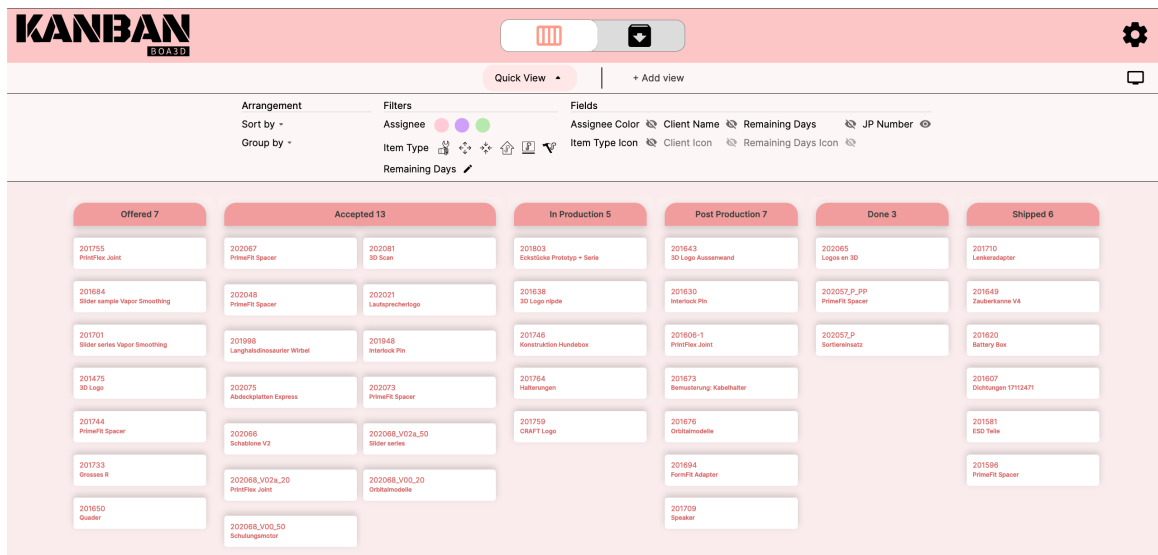 KANBAN
BOA3D
Quick View
+ Add view
Arrangement
Sort by
Group by
Filters
Assignee
Item Type
Remaining Days
Fields
Assignee Color Client Name Remaining Days JP Number
Item Type Icon Client Icon Remaining Days Icon
Offered 7
201755
PrintFlex Joint
201684
Slider sample Vapor Smoothing
201701
Slider series Vapor Smoothing
201475
3D Logo
201744
PrimeFit Spacer
201733
Grosses R
201650
Quader
Accepted 13
202067
PrimeFit Spacer
202081
3D Scan
202048
PrimeFit Spacer
202021
Lautsprecherlogo
201998
Langhalsdinosaurier Wirbel
201948
Interlock Pin
202075
Abdeckplatten Express
202073
PrimeFit Spacer
202066
Schablone V2
202068_V02a_50
Slider series
202068_V02a_20
PrintFlex Joint
202068_V00_20
Orbitalmodelle
202068_V00_50
Schulungsmotor
In Production 5
201803
Eckstücke Prototyp + Serie
201638
3D Logo nipde
201746
Konstruktion Hundebox
201764
Halterungen
201759
CRAFT Logo
Post Production 7
201643
3D Logo Aussenwand
201630
Interlock Pin
201606-1
PrintFlex Joint
201673
Bemusterung: Kabelhalter
201676
Orbitalmodelle
201694
FormFit Adapter
201709
Speaker
Done 3
202065
Logos en 3D
202057_P_PP
PrimeFit Spacer
202057_P
Sortiereinsatz
Shipped 6
201710
Lenkeradapter
201649
Zauberkanne V4
201620
Battery Box
201607
Dichtungen 17112471
201581
ESD Teile
201596
PrimeFit Spacer